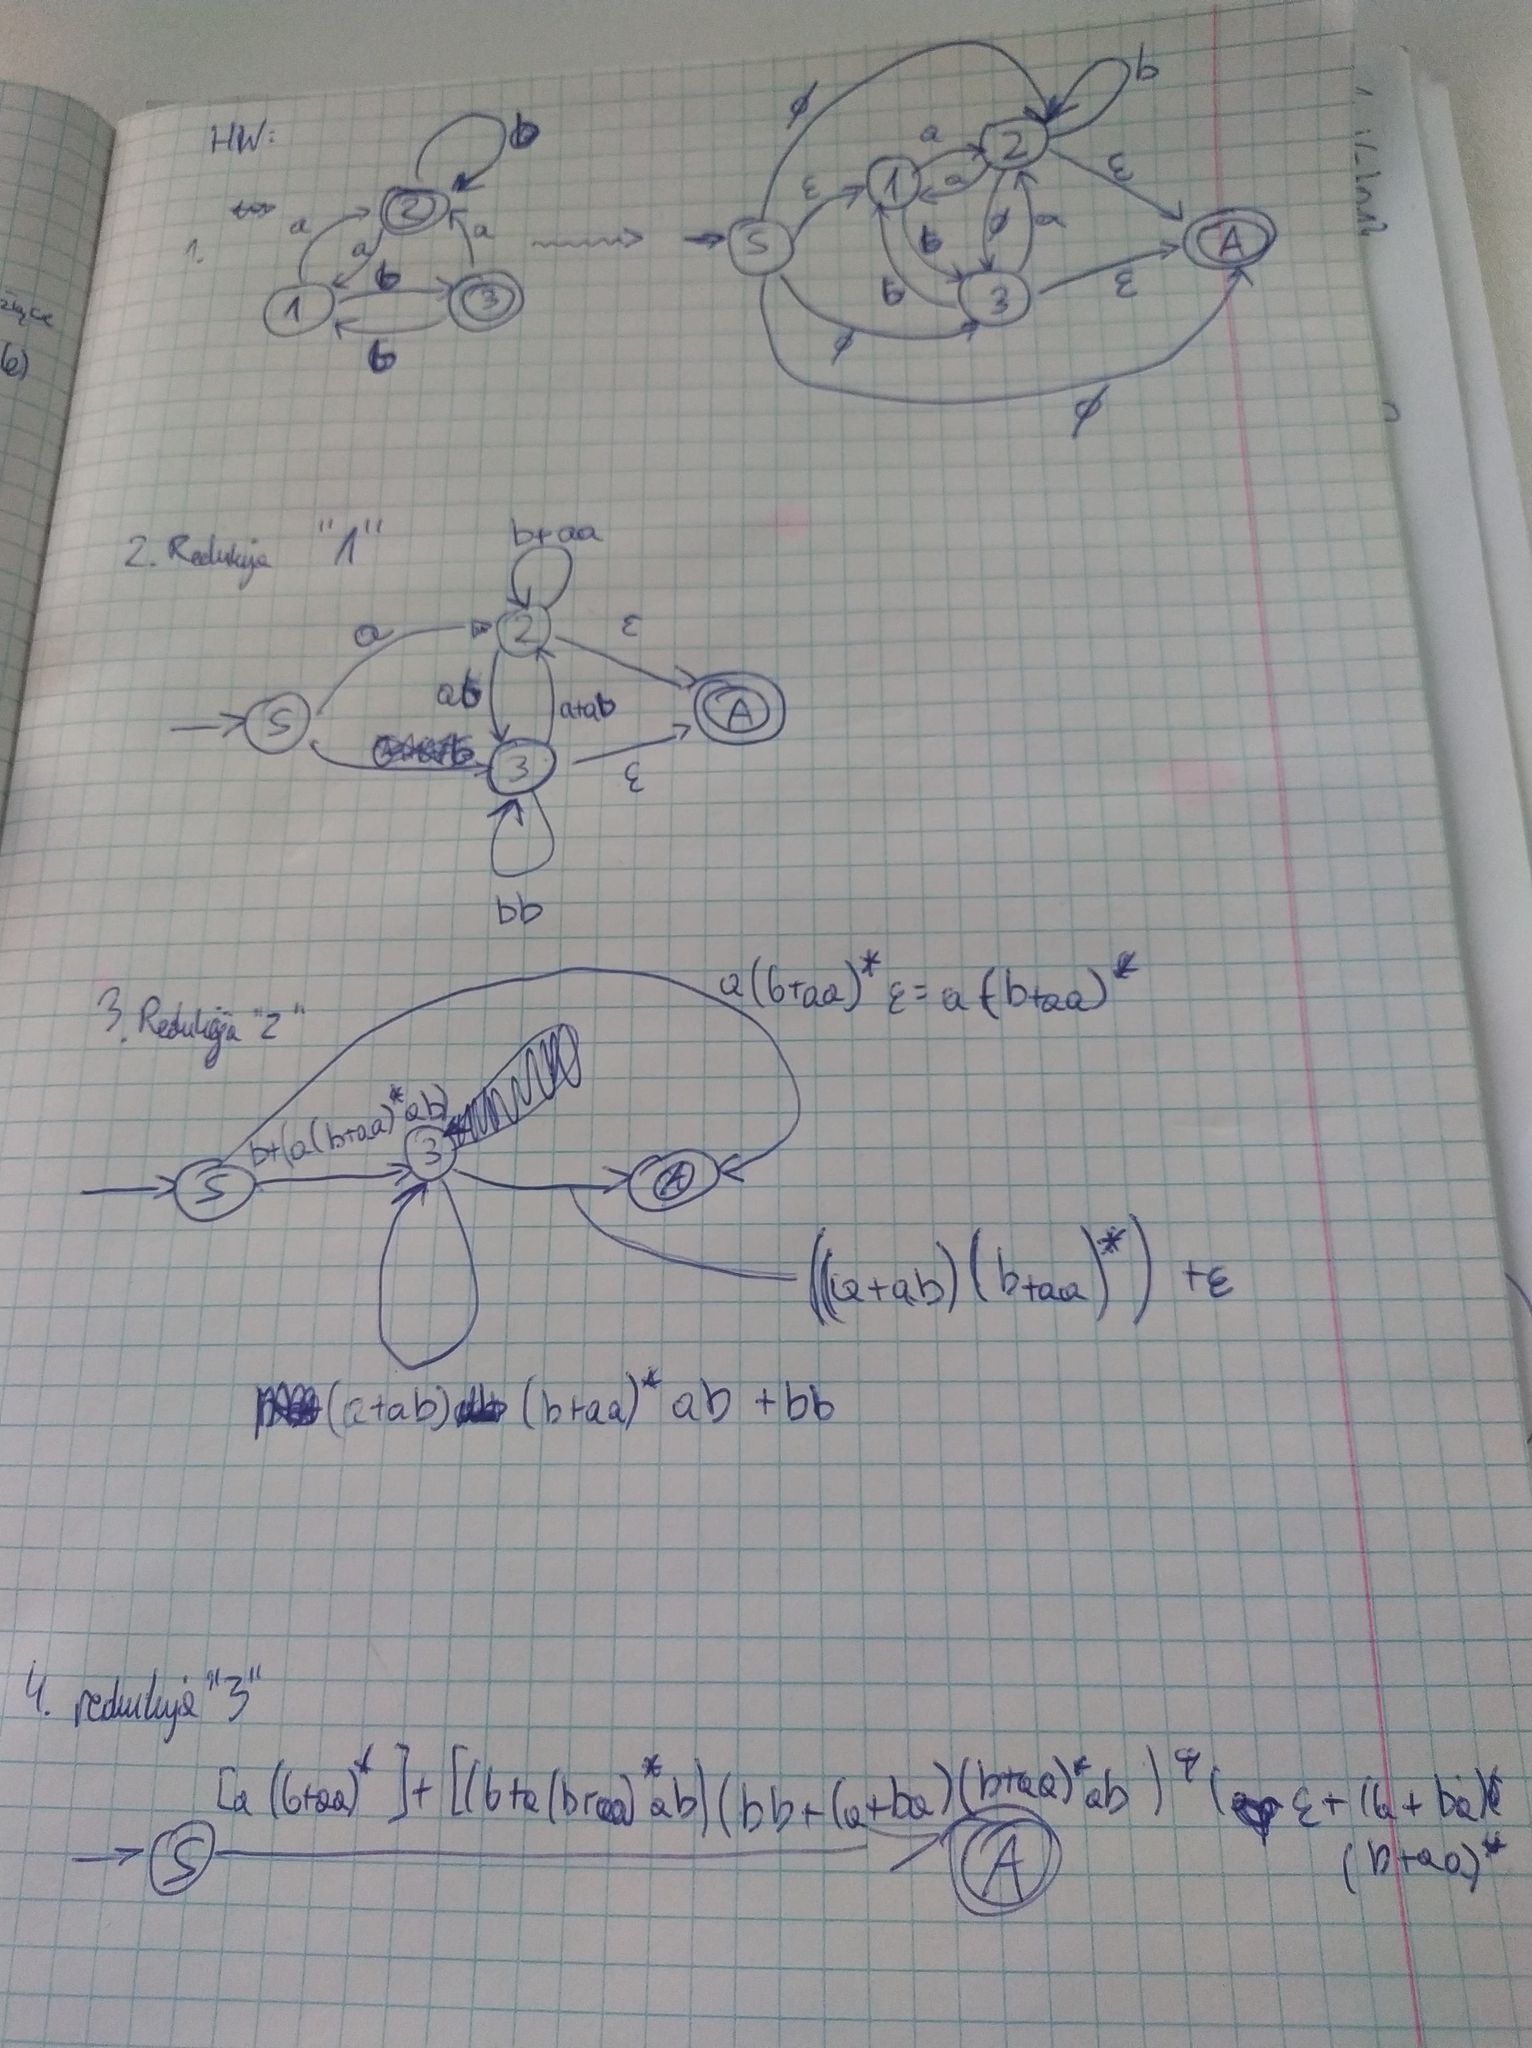 HW:
1.
b
2
a
a
a
b
1
3
b
ϕ
b
a
2
ε
1
a
ε
S
b
ϕ
a
A
b
3
ε
ϕ
ϕ
2. Redukcja "1"
b+aa
a
2
ε
ab
a+ab
S
A
3
ε
bb
3. Redukcja "2"
a(b+aa)* ε = a(b+aa)*
b+(a(b+aa)*ab)
3
S
A
((a+ab)(b+aa)*) +ε
(a+ab) (b+aa)* ab +bb
4. redukcja "3"
[a (b+aa)*]+[(b+a(b+aa)*ab)(bb+(a+ba)(b+aa)*ab)* (ε+(a+ba)
(b+aa)*
S
A